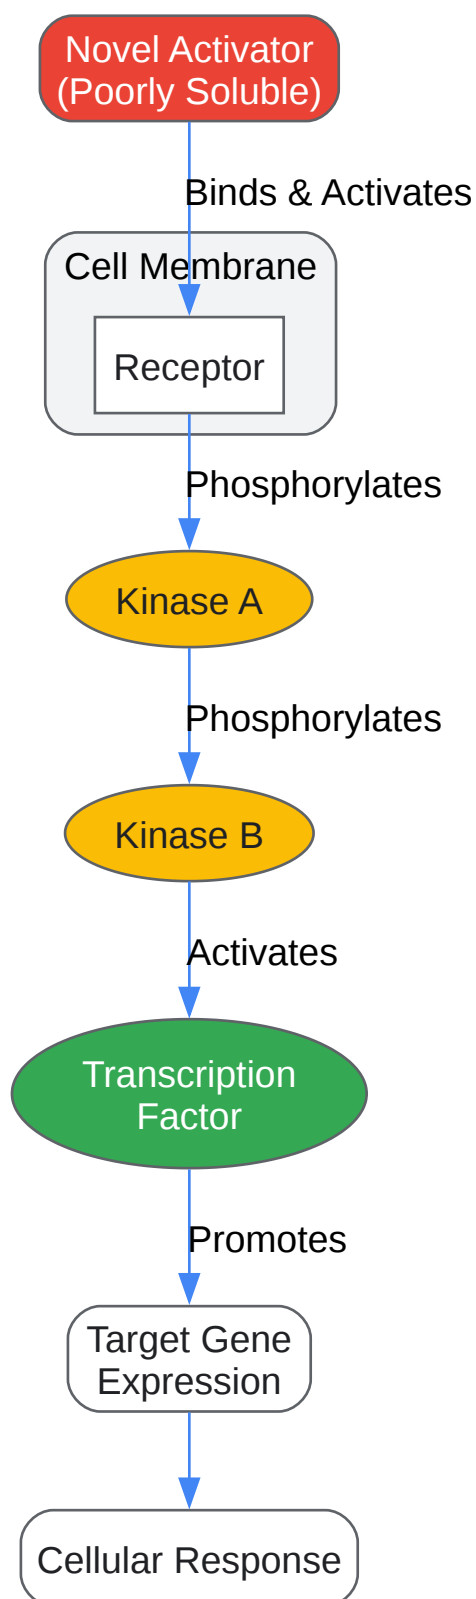 Novel Activator
(Poorly Soluble)
Binds & Activates
Cell Membrane
Receptor
Phosphorylates
Kinase A
Phosphorylates
Kinase B
Activates
Transcription
Factor
Promotes
Target Gene
Expression
Cellular Response